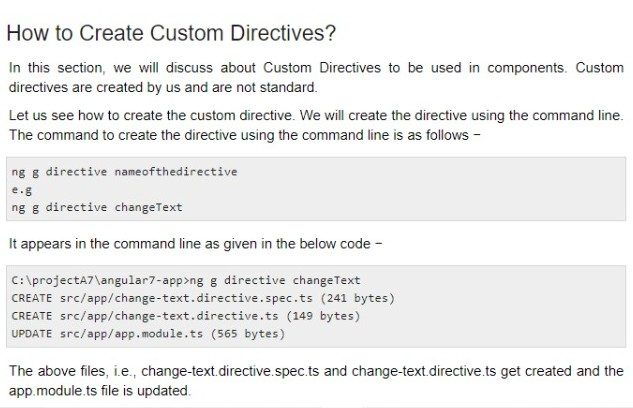 How to Create Custom Directives?
In this section, we will discuss about Custom Directives to be used in components. Custom
directives are created by us and are not standard.
Let us see how to create the custom directive. We will create the directive using the command line.
The command to create the directive using the command line is as follows −
ng g directive nameofthedirective
e.g
ng g directive changeText
It appears in the command line as given in the below code −
C:\projectA7\angular7-app>ng g directive changeText
CREATE src/app/change-text.directive.spec.ts (241 bytes)
CREATE src/app/change-text.directive.ts (149 bytes)
UPDATE src/app/app.module.ts (565 bytes)
The above files, i.e., change-text.directive.spec.ts and change-text.directive.ts get created and the
app.module.ts file is updated.